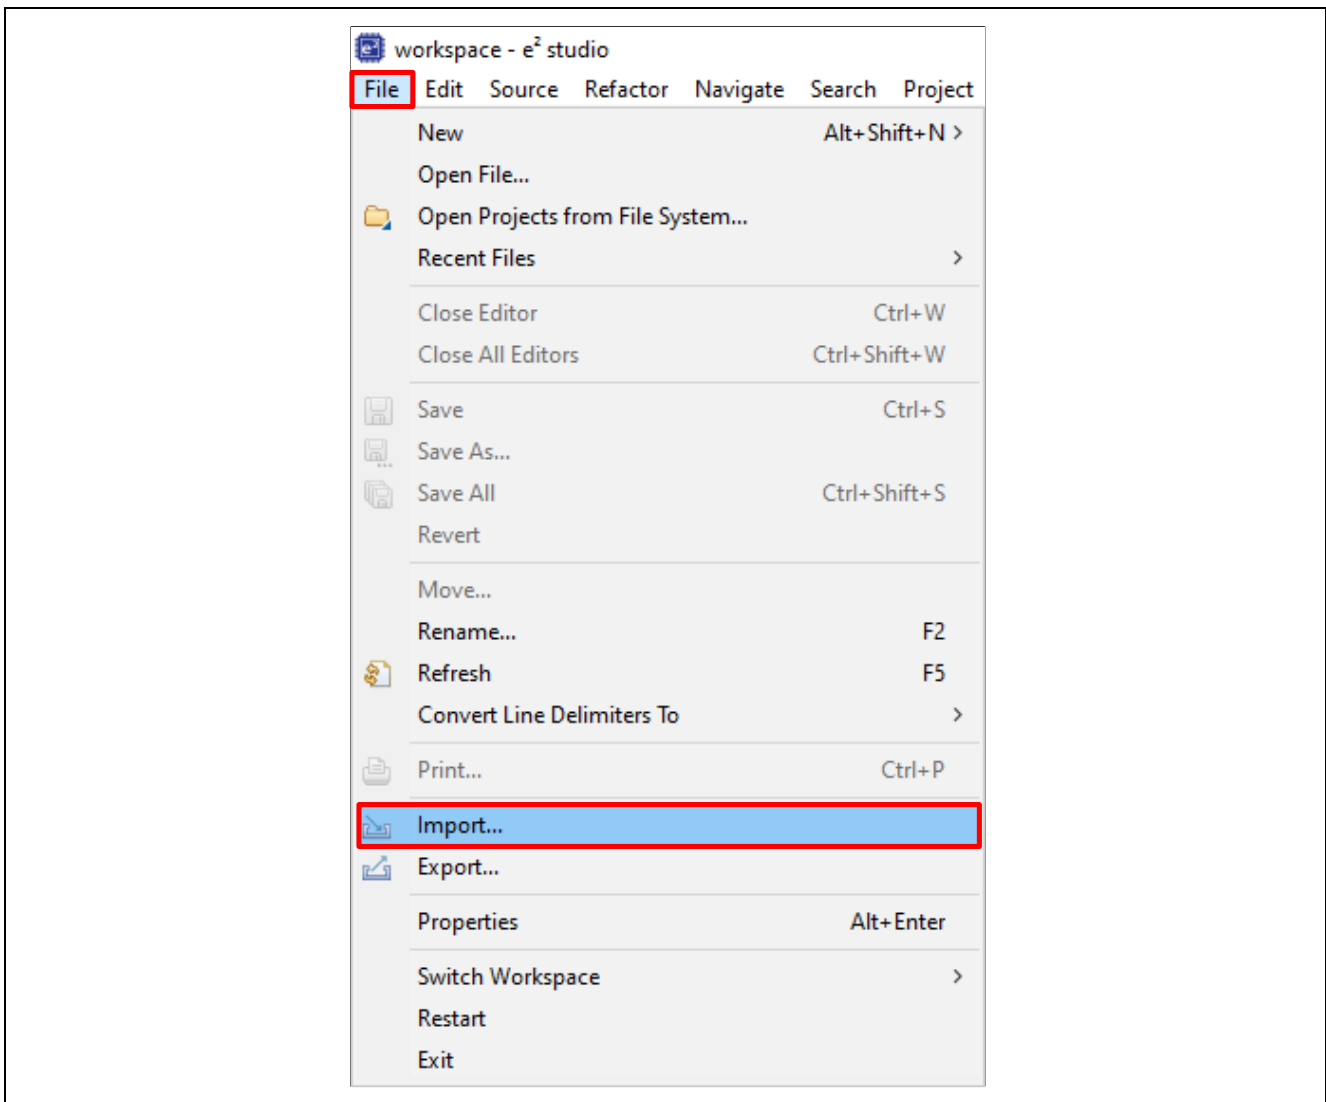 workspace - e² studio
File Edit Source Refactor Navigate Search Project
New Alt+Shift+N >
Open File...
Open Projects from File System...
Recent Files >
Close Editor Ctrl+W
Close All Editors Ctrl+Shift+W
Save Ctrl+S
Save As...
Save All Ctrl+Shift+S
Revert
Move...
Rename... F2
Refresh F5
Convert Line Delimiters To >
Print... Ctrl+P
Import...
Export...
Properties Alt+Enter
Switch Workspace >
Restart
Exit